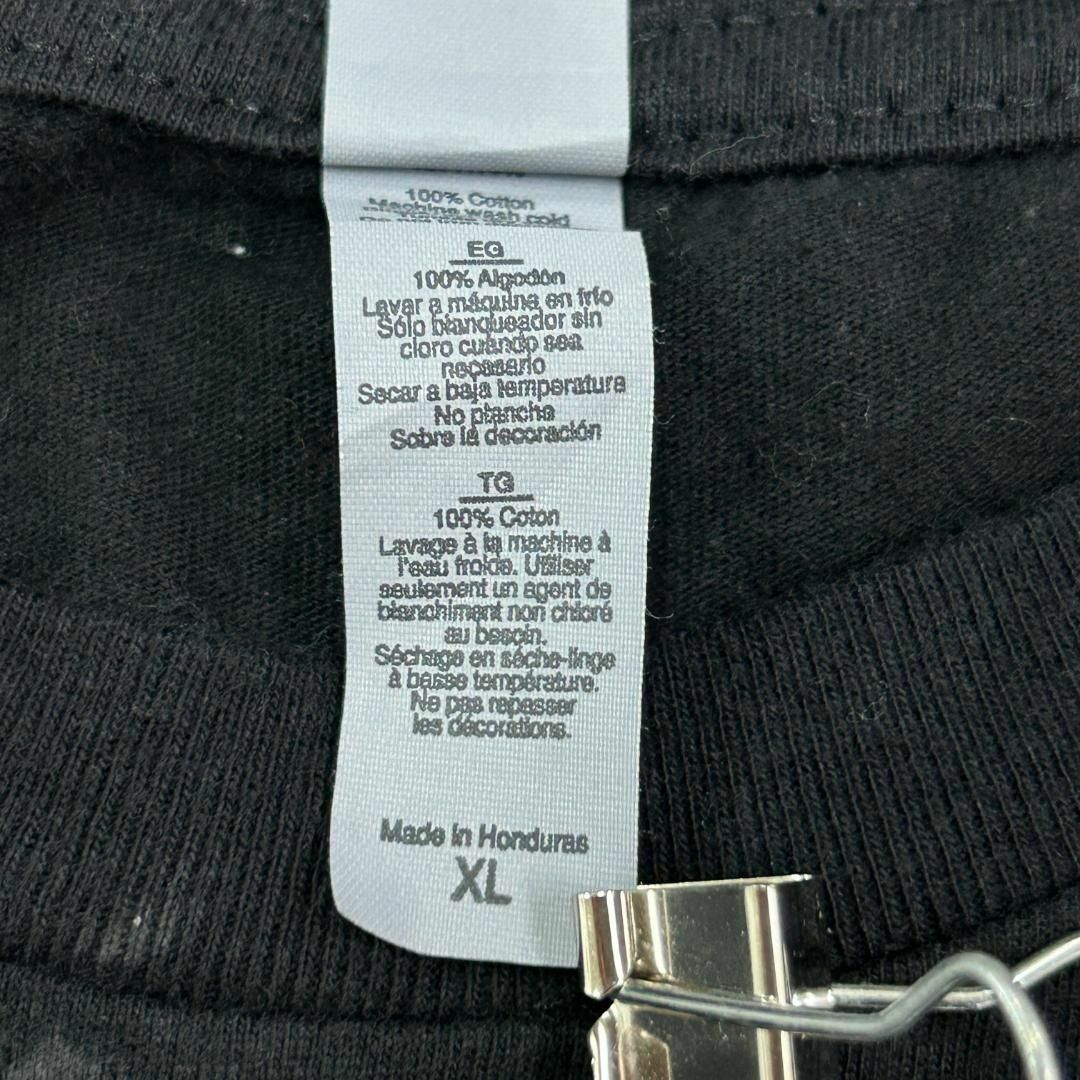 100% Cotton
Machine wash cold
EG
100% Algodón
Lavar a máquina en frío
Sólo blanqueador sin
cloro cuando sea
necesario
Secar a baja temperatura
No planche
Sobre la decoración
TG
100% Coton
Lavage à la machine à
l'eau froide. Utiliser
seulement un agent de
blanchiment non chloré
au besoin.
Séchage en sèche-linge
à basse température.
Ne pas repasser
les décorations.
Made in Honduras
XL